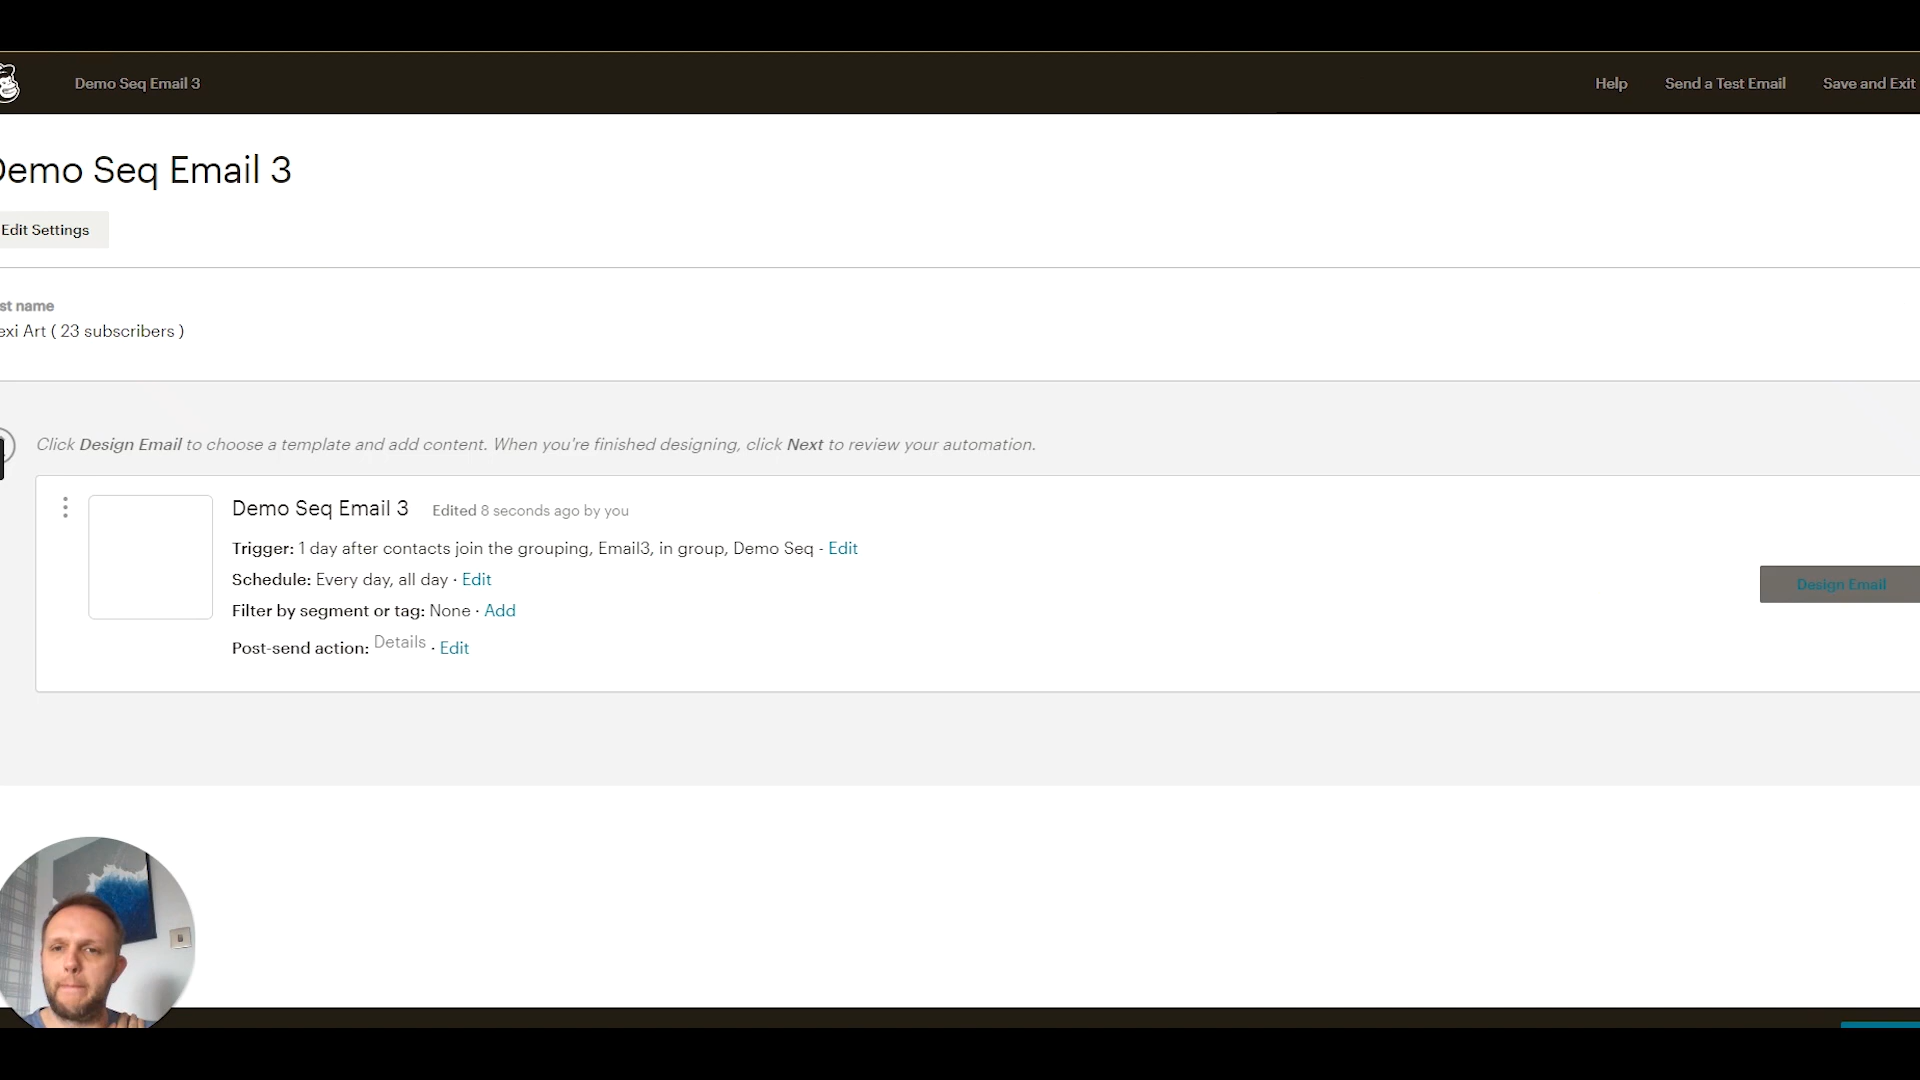 Demo Seq Email 3
Help
Send a Test Email
Save and Exit
Demo Seq Email 3
Edit Settings
st name
exi Art ( 23 subscribers )
Click Design Email to choose a template and add content. When you're finished designing, click Next to review your automation.
Demo Seq Email 3 Edited 8 seconds ago by you
Trigger: 1 day after contacts join the grouping, Email3, in group, Demo Seq - Edit
Schedule: Every day, all day · Edit
Filter by segment or tag: None · Add
Post-send action: Details · Edit
Design Email